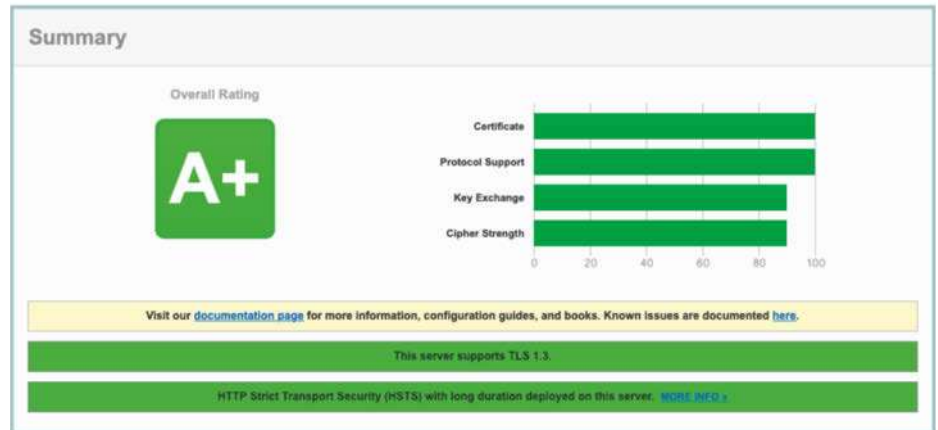 Summary
Overall Rating
A+
Certificate
Protocol Support
Key Exchange
Cipher Strength
0 20 40 60 80 100
Visit our documentation page for more information, configuration guides, and books. Known issues are documented here.
This server supports TLS 1.3.
HTTP Strict Transport Security (HSTS) with long duration deployed on this server. MORE INFO »